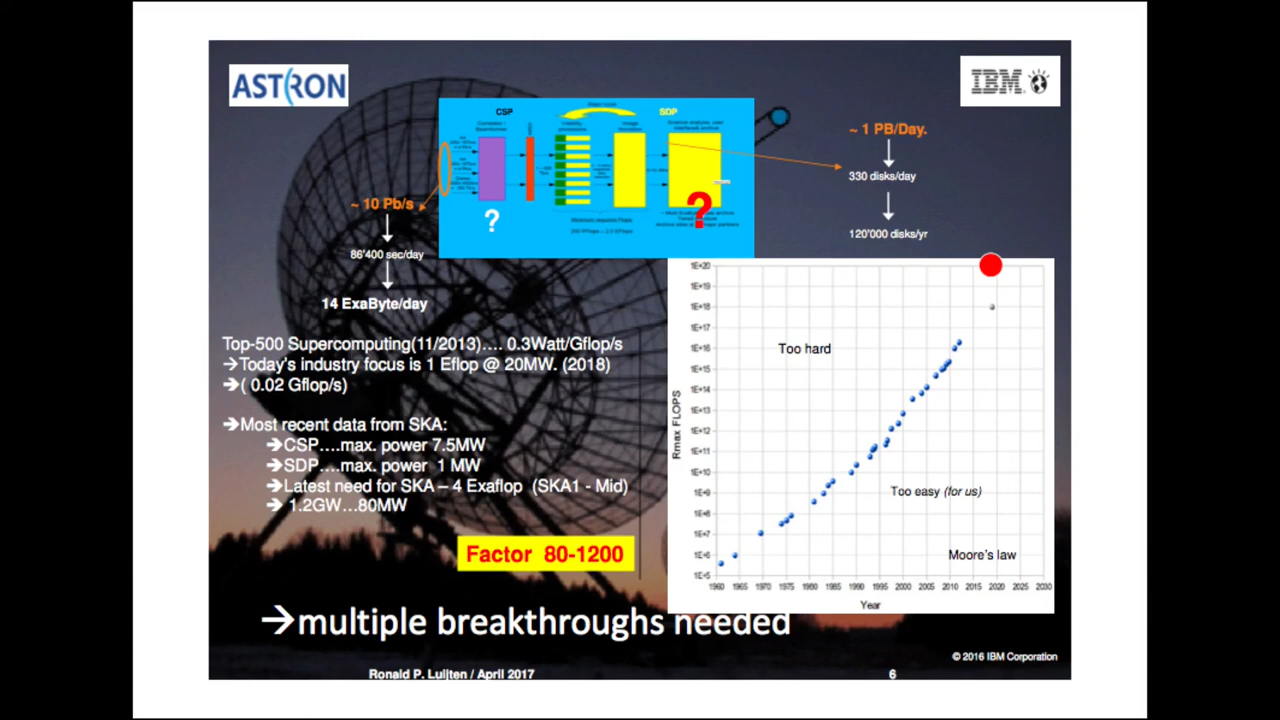 ASTRON
IBM
CSP
SDP
Correlator /
Beamformer
Image
?
?
~ 10 Pb/s
86'400 sec/day
14 ExaByte/day
~ 1 PB/Day.
330 disks/day
120'000 disks/yr
Top-500 Supercomputing(11/2013)…. 0.3Watt/Gflop/s
→Today's industry focus is 1 Eflop @ 20MW. (2018)
→( 0.02 Gflop/s)
→Most recent data from SKA:
→CSP….max. power 7.5MW
→SDP….max. power 1 MW
→Latest need for SKA – 4 Exaflop (SKA1 - Mid)
→ 1.2GW…80MW
Factor 80-1200
→multiple breakthroughs needed
Rmax FLOPS
1E+20
1E+19
1E+18
1E+17
1E+16
1E+15
1E+14
1E+13
1E+12
1E+11
1E+10
1E+9
1E+8
1E+7
1E+6
1E+5
Too hard
Too easy (for us)
Moore's law
1960 1965 1970 1975 1980 1985 1990 1995 2000 2005 2010 2015 2020 2025 2030
Year
© 2016 IBM Corporation
Ronald P. Luijten / April 2017
6